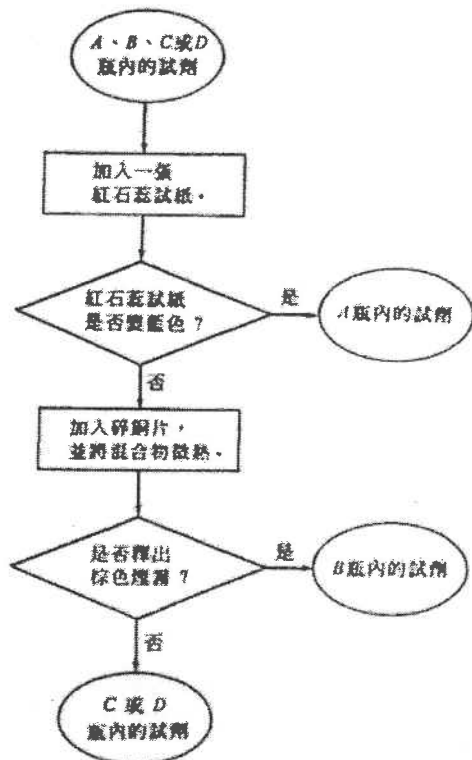 A、B、C或D
瓶內的試劑
加入一張
紅石蕊試紙。
紅石蕊試紙
是否變藍色？
是
A瓶內的試劑
否
加入碎銅片，
並將混合物微熱。
是否釋出
棕色煙霧？
是
B瓶內的試劑
否
C 或 D
瓶內的試劑